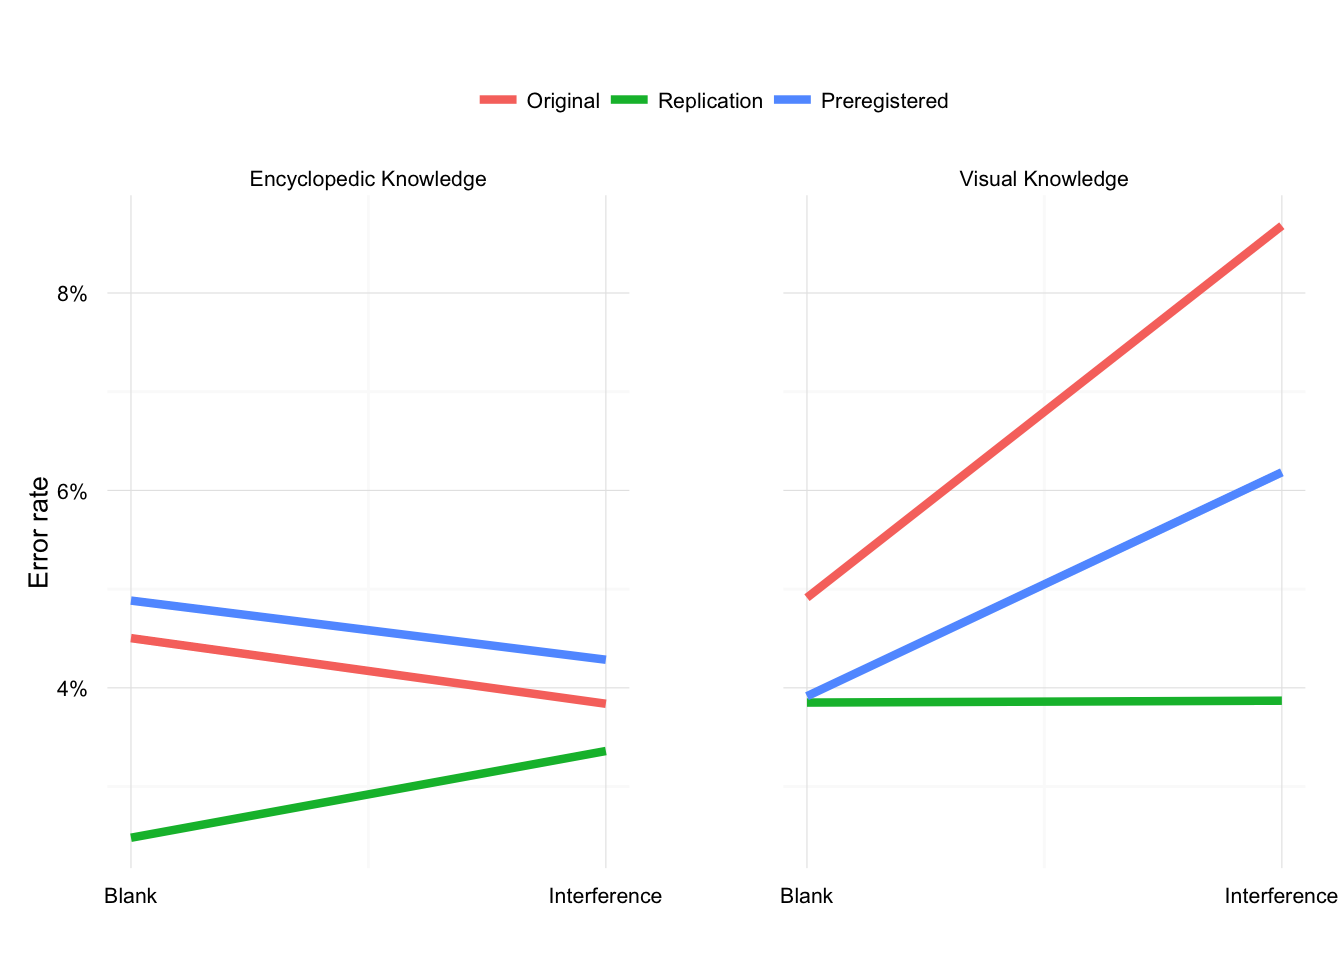 Original Replication Preregistered
Encyclopedic Knowledge
Visual Knowledge
Error rate
8%
6%
4%
Blank Interference
Blank Interference